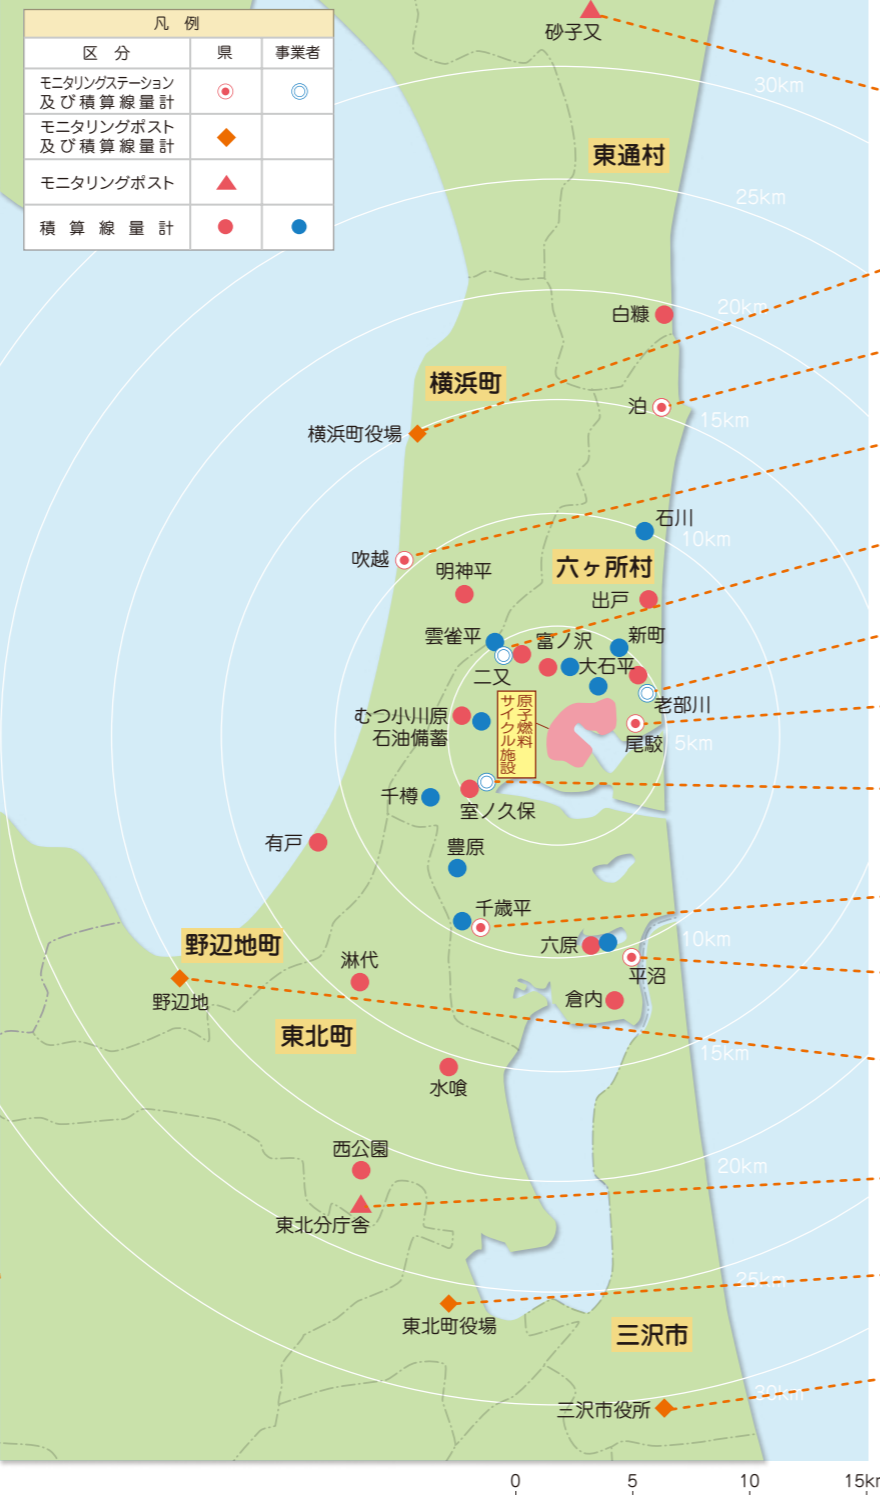 凡 例
区 分 県 事業者
モニタリングステーション
及び積算線量計
モニタリングポスト
及び積算線量計
モニタリングポスト
積 算 線 量 計
砂子又
30km
東通村
25km
20km
白糠
横浜町
泊
15km
横浜町役場
石川
10km
吹越
六ヶ所村
明神平
出戸
雲雀平
富ノ沢
新町
二又
大石平
老部川
むつ小川原
石油備蓄
原子燃料
サイクル施設
尾駮
5km
千樽
室ノ久保
有戸
豊原
千歳平
野辺地町
六原
10km
淋代
平沼
野辺地
倉内
東北町
15km
水喰
西公園
20km
東北分庁舎
25km
東北町役場
三沢市
30km
三沢市役所
0 5 10 15km